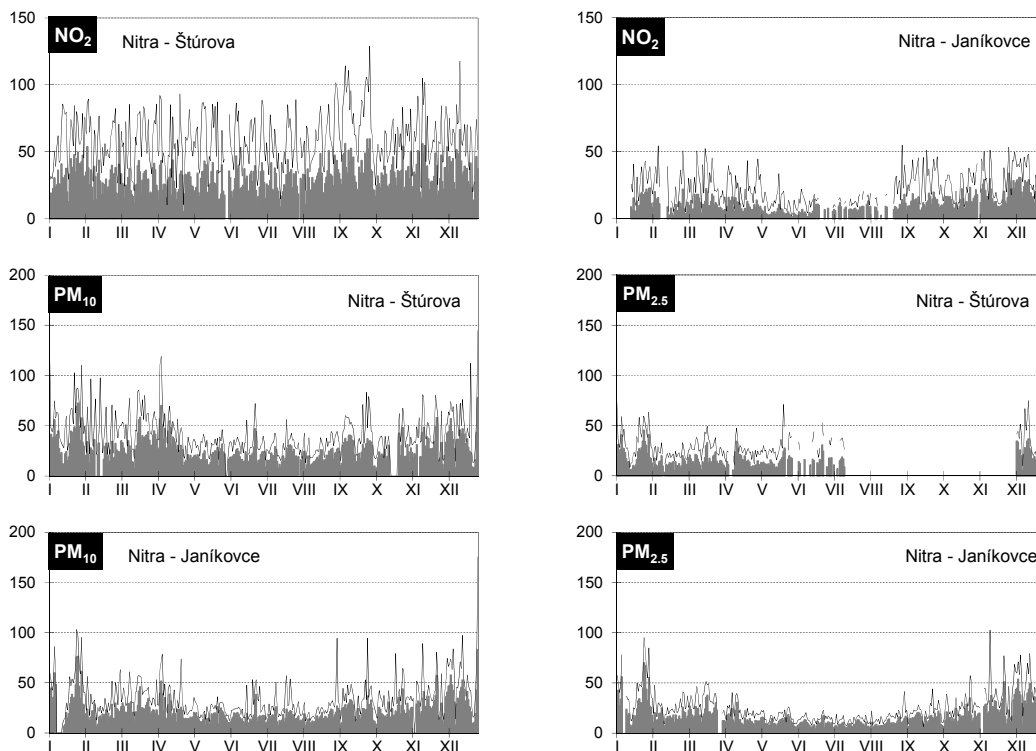 NO2 Nitra - Štúrova
150
100
50
0
I II III IV V VI VII VIII IX X XI XII
NO2 Nitra - Janíkovce
150
100
50
0
I II III IV V VI VII VIII IX X XI XII
PM10 Nitra - Štúrova
200
150
100
50
0
I II III IV V VI VII VIII IX X XI XII
PM2.5 Nitra - Štúrova
200
150
100
50
0
I II III IV V VI VII VIII IX X XI XII
PM10 Nitra - Janíkovce
200
150
100
50
0
I II III IV V VI VII VIII IX X XI XII
PM2.5 Nitra - Janíkovce
200
150
100
50
0
I II III IV V VI VII VIII IX X XI XII